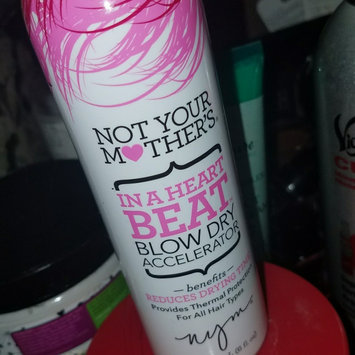 NOT YOUR
M♥THER'S®
IN A HEART
BEAT
BLOW DRY
ACCELERATOR
benefits
REDUCES DRYING TIME
Provides Thermal Protection
For All Hair Types
nym